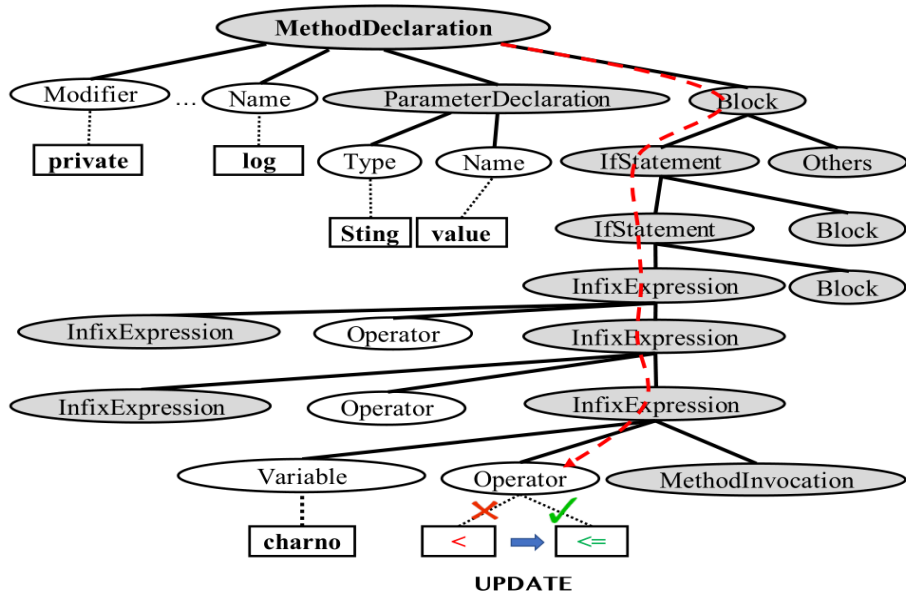 MethodDeclaration
Modifier ... Name ParameterDeclaration Block
private log Type Name IfStatement Others
Sting value
IfStatement Block
InfixExpression Block
InfixExpression Operator InfixExpression
InfixExpression Operator InfixExpression
Variable Operator MethodInvocation
charno < <=
UPDATE